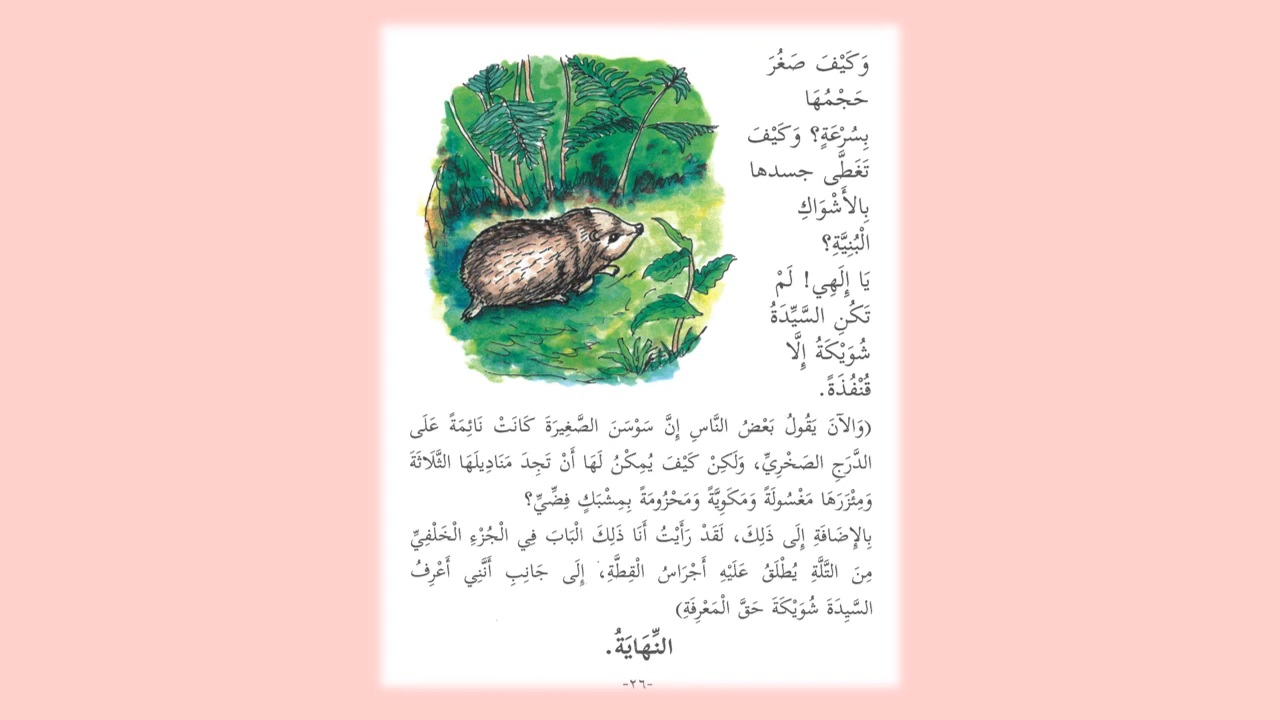 وَكَيْفَ صَغُرَ
حَجْمُهَا
بِسُرْعَةٍ؟ وَكَيْفَ
تَغَطَّى جسدها
بِالأَشْوَاكِ
الْبُنِيَّةِ؟
يَا إِلَهِي! لَمْ
تَكُنِ السَّيِّدَةُ
شُوَيْكَةُ إِلَّا
قُنْفُذَةً.
(وَالآنَ يَقُولُ بَعْضُ النَّاسِ إِنَّ سَوْسَنَ الصَّغِيرَةَ كَانَتْ نَائِمَةً عَلَى
الدَّرَجِ الصَخْرِيِّ، وَلَكِنْ كَيْفَ يُمِكْنُ لَهَا أَنْ تَجِدَ مَنَادِيلَهَا الثَّلَاثَةَ
وَمِئْزَرَهَا مَغْسُولَةً وَمَكَوِيَّةً وَمَحْزُومَةً بِمِشْبَكٍ فِضِّيٍّ؟
بِالإِضَافَةِ إِلَى ذَلِكَ، لَقَدْ رَأَيْتُ أَنَا ذَلِكَ الْبَابَ فِي الْجُزْءِ الْخَلْفِيِّ
مِنَ التَّلَّةِ يُطْلَقُ عَلَيْهِ أَجْرَاسُ الْقِطَّةِ، إِلَى جَانِبِ أَنَّنِي أَعْرِفُ
السَّيِدَةَ شُوَيْكَةَ حَقَّ الْمَعْرِفَةِ)
النِّهَايَةُ.
-٢٦-